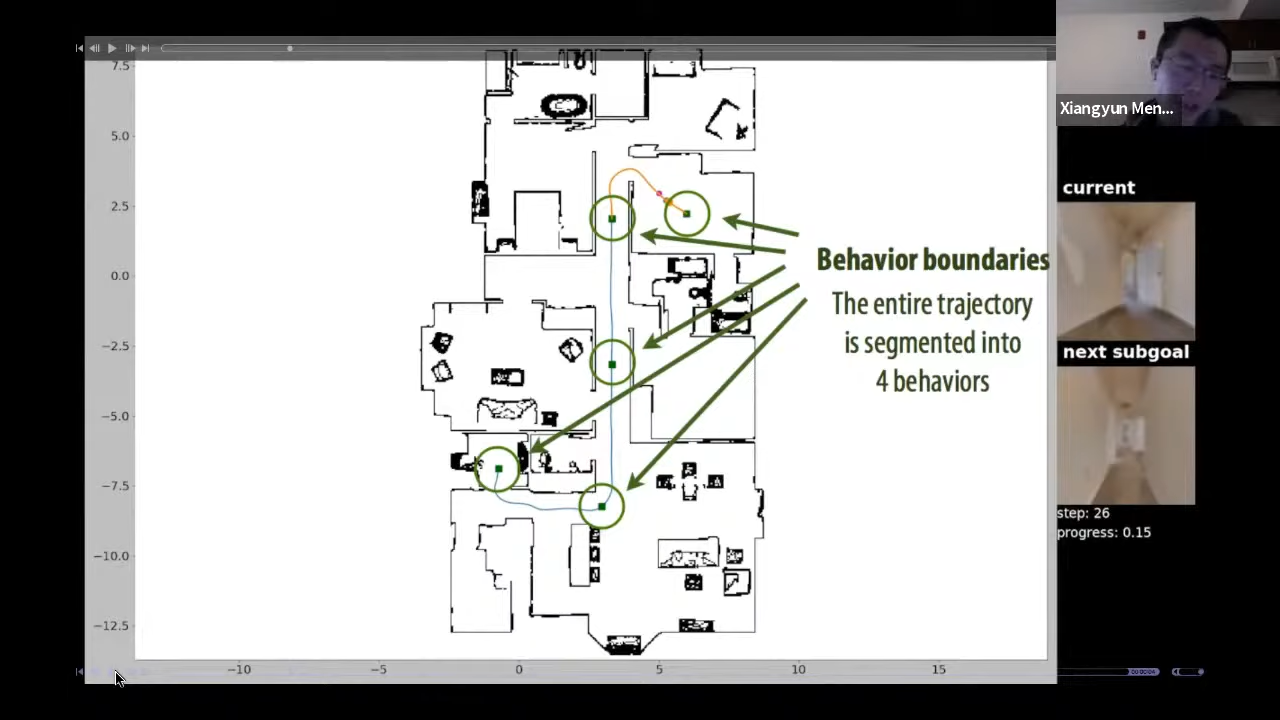 Xiangyun Men...
7.5
5.0
2.5
0.0
−2.5
−5.0
−7.5
−10.0
−12.5
−10
−5
0
5
10
15
Behavior boundaries
The entire trajectory
is segmented into
4 behaviors
current
next subgoal
step: 26
progress: 0.15